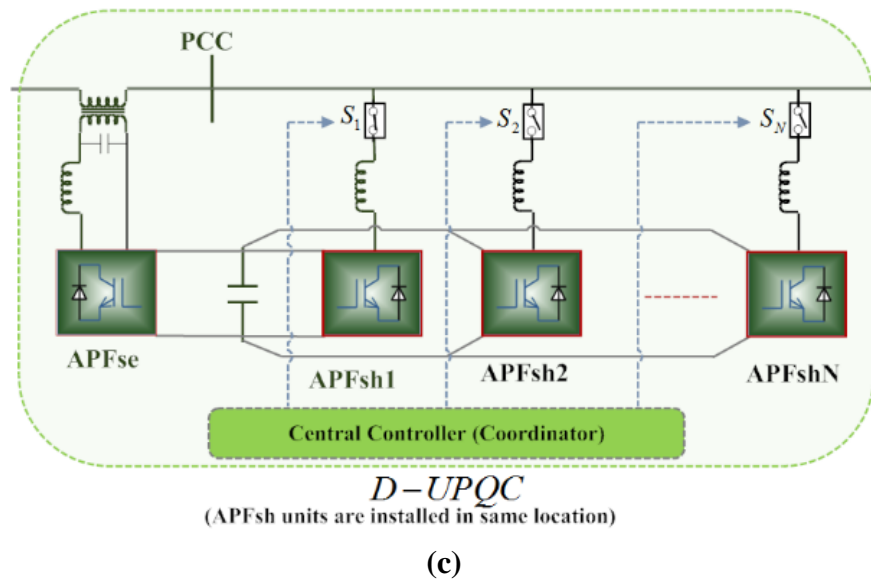 PCC
S1 S2 SN
APFse
APFsh1
APFsh2
APFshN
Central Controller (Coordinator)
D-UPQC
(APFsh units are installed in same location)
(c)